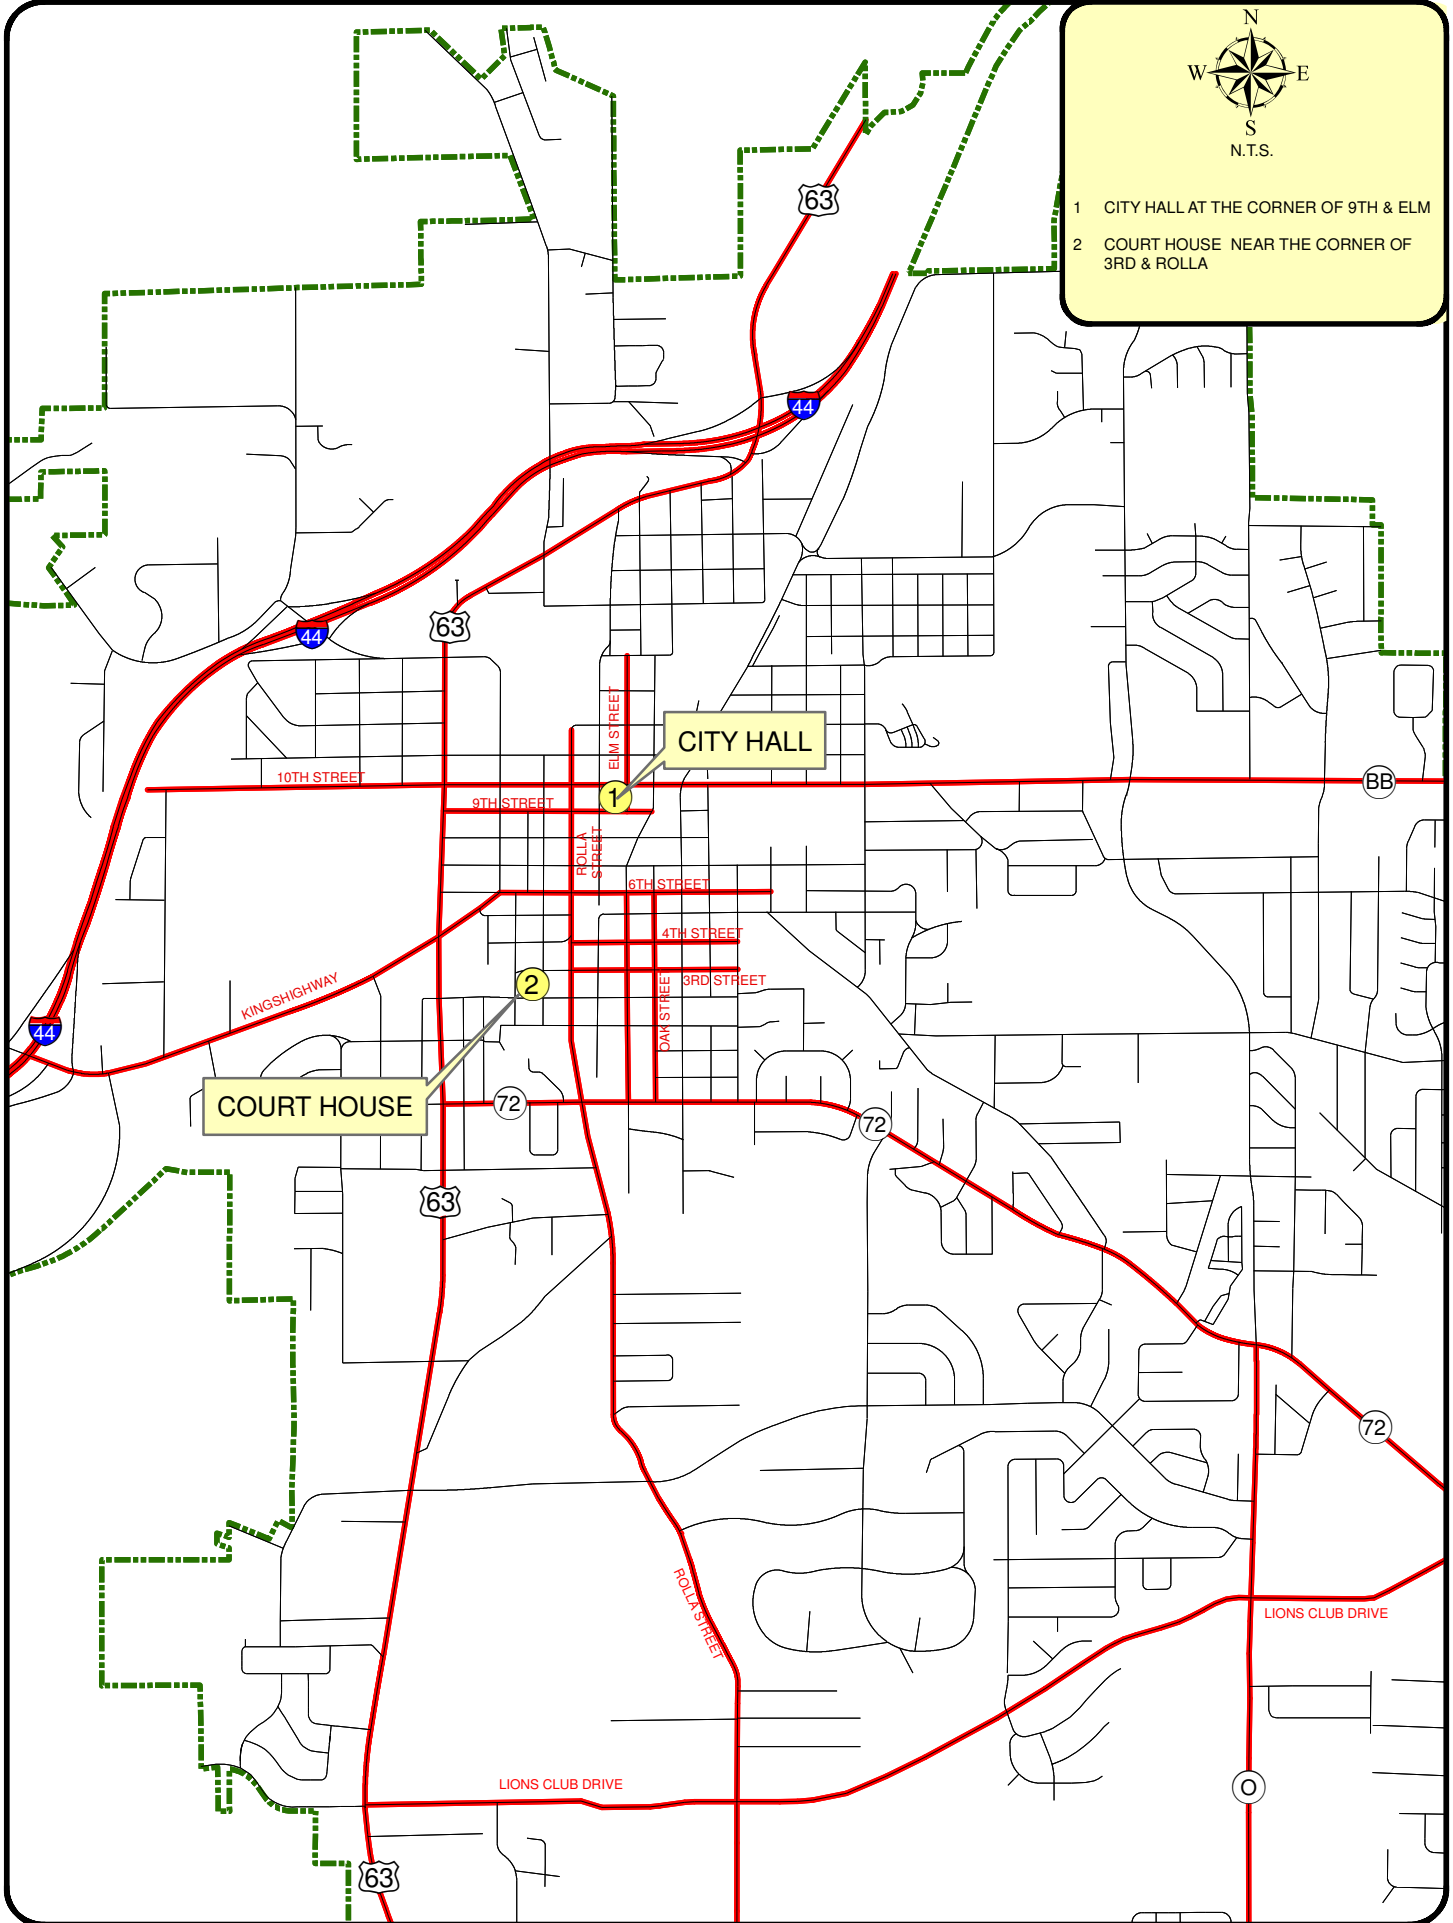 N
W E
S
N.T.S.
1 CITY HALL AT THE CORNER OF 9TH & ELM
2 COURT HOUSE NEAR THE CORNER OF
3RD & ROLLA
63
44
44
63
ELM STREET
CITY HALL
10TH STREET
BB
1
9TH STREET
ROLLA
STREET
6TH STREET
4TH STREET
3RD STREET
2
OAK STREET
KINGSHIGHWAY
44
COURT HOUSE
72
72
63
72
ROLLA STREET
LIONS CLUB DRIVE
LIONS CLUB DRIVE
O
63